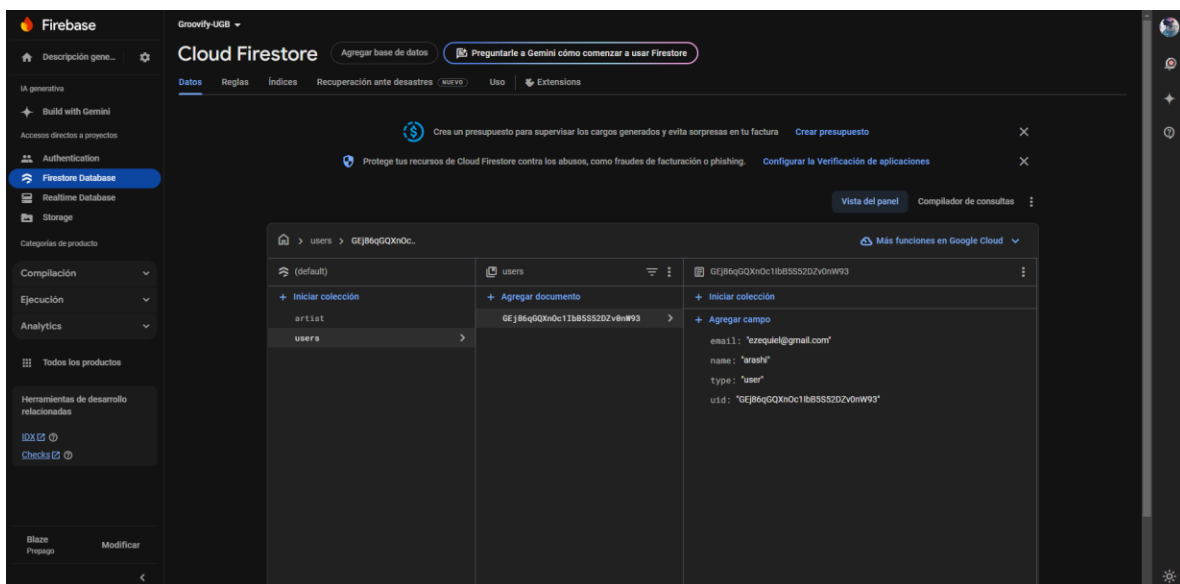 Firebase
Groovify-UGB
Descripción gene...
Cloud Firestore
Agregar base de datos
Preguntarle a Gemini cómo comenzar a usar Firestore
Datos Reglas Índices Recuperación ante desastres NUEVO Uso Extensions
IA generativa
Build with Gemini
Accesos directos a proyectos
Authentication
Firestore Database
Realtime Database
Storage
Categorías de producto
Compilación
Ejecución
Analytics
Todos los productos
Herramientas de desarrollo
relacionadas
IDX
Checks
Blaze
Prepago
Modificar
Crea un presupuesto para supervisar los cargos generados y evita sorpresas en tu factura Crear presupuesto
Protege tus recursos de Cloud Firestore contra los abusos, como fraudes de facturación o phishing. Configurar la Verificación de aplicaciones
Vista del panel Compilador de consultas
> users > GEj86qGQXnOc..
Más funciones en Google Cloud
(default)
+ Iniciar colección
artist
users
users
+ Agregar documento
GEj86qGQXnOc1IbB5S52DZv0nW93
GEj86qGQXnOc1IbB5S52DZv0nW93
+ Iniciar colección
+ Agregar campo
email: "ezequiel@gmail.com"
name: "arashi"
type: "user"
uid: "GEj86qGQXnOc1IbB5S52DZv0nW93"